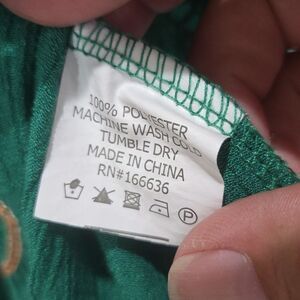 100% POLYESTER
MACHINE WASH COLD
TUMBLE DRY
MADE IN CHINA
RN#166636
P